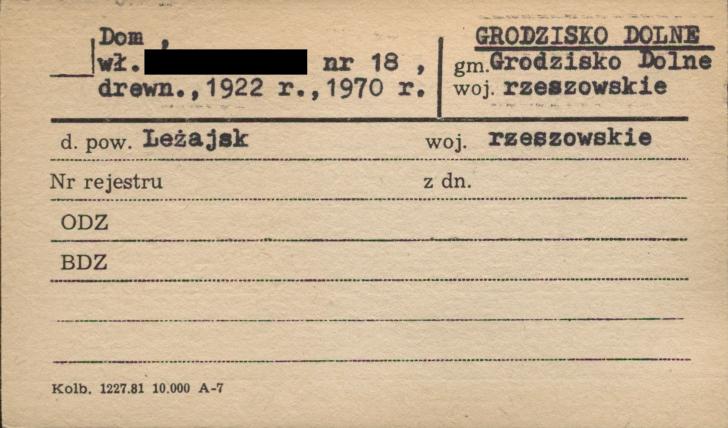 Dom ,
wł. nr 18 ,
drewn.,1922 r.,1970 r.
GRODZISKO DOLNE
gm.Grodzisko Dolne
woj. rzeszowskie
d. pow. Leżajsk woj. rzeszowskie
Nr rejestru z dn.
ODZ
BDZ
Kolb. 1227.81 10.000 A-7